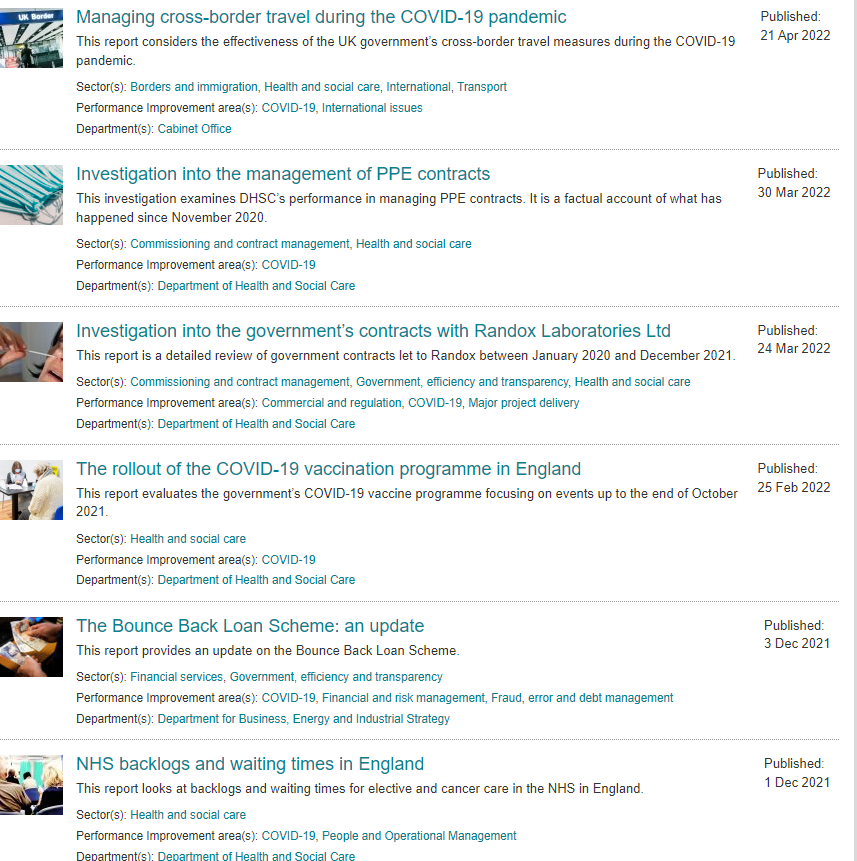 UK Border
Managing cross-border travel during the COVID-19 pandemic
Published:
21 Apr 2022
This report considers the effectiveness of the UK government’s cross-border travel measures during the COVID-19
pandemic.
Sector(s): Borders and immigration, Health and social care, International, Transport
Performance Improvement area(s): COVID-19, International issues
Department(s): Cabinet Office
Investigation into the management of PPE contracts
Published:
30 Mar 2022
This investigation examines DHSC’s performance in managing PPE contracts. It is a factual account of what has
happened since November 2020.
Sector(s): Commissioning and contract management, Health and social care
Performance Improvement area(s): COVID-19
Department(s): Department of Health and Social Care
Investigation into the government’s contracts with Randox Laboratories Ltd
Published:
24 Mar 2022
This report is a detailed review of government contracts let to Randox between January 2020 and December 2021.
Sector(s): Commissioning and contract management, Government, efficiency and transparency, Health and social care
Performance Improvement area(s): Commercial and regulation, COVID-19, Major project delivery
Department(s): Department of Health and Social Care
The rollout of the COVID-19 vaccination programme in England
Published:
25 Feb 2022
This report evaluates the government’s COVID-19 vaccine programme focusing on events up to the end of October
2021.
Sector(s): Health and social care
Performance Improvement area(s): COVID-19
Department(s): Department of Health and Social Care
The Bounce Back Loan Scheme: an update
Published:
3 Dec 2021
This report provides an update on the Bounce Back Loan Scheme.
Sector(s): Financial services, Government, efficiency and transparency
Performance Improvement area(s): COVID-19, Financial and risk management, Fraud, error and debt management
Department(s): Department for Business, Energy and Industrial Strategy
NHS backlogs and waiting times in England
Published:
1 Dec 2021
This report looks at backlogs and waiting times for elective and cancer care in the NHS in England.
Sector(s): Health and social care
Performance Improvement area(s): COVID-19, People and Operational Management
Department(s): Department of Health and Social Care